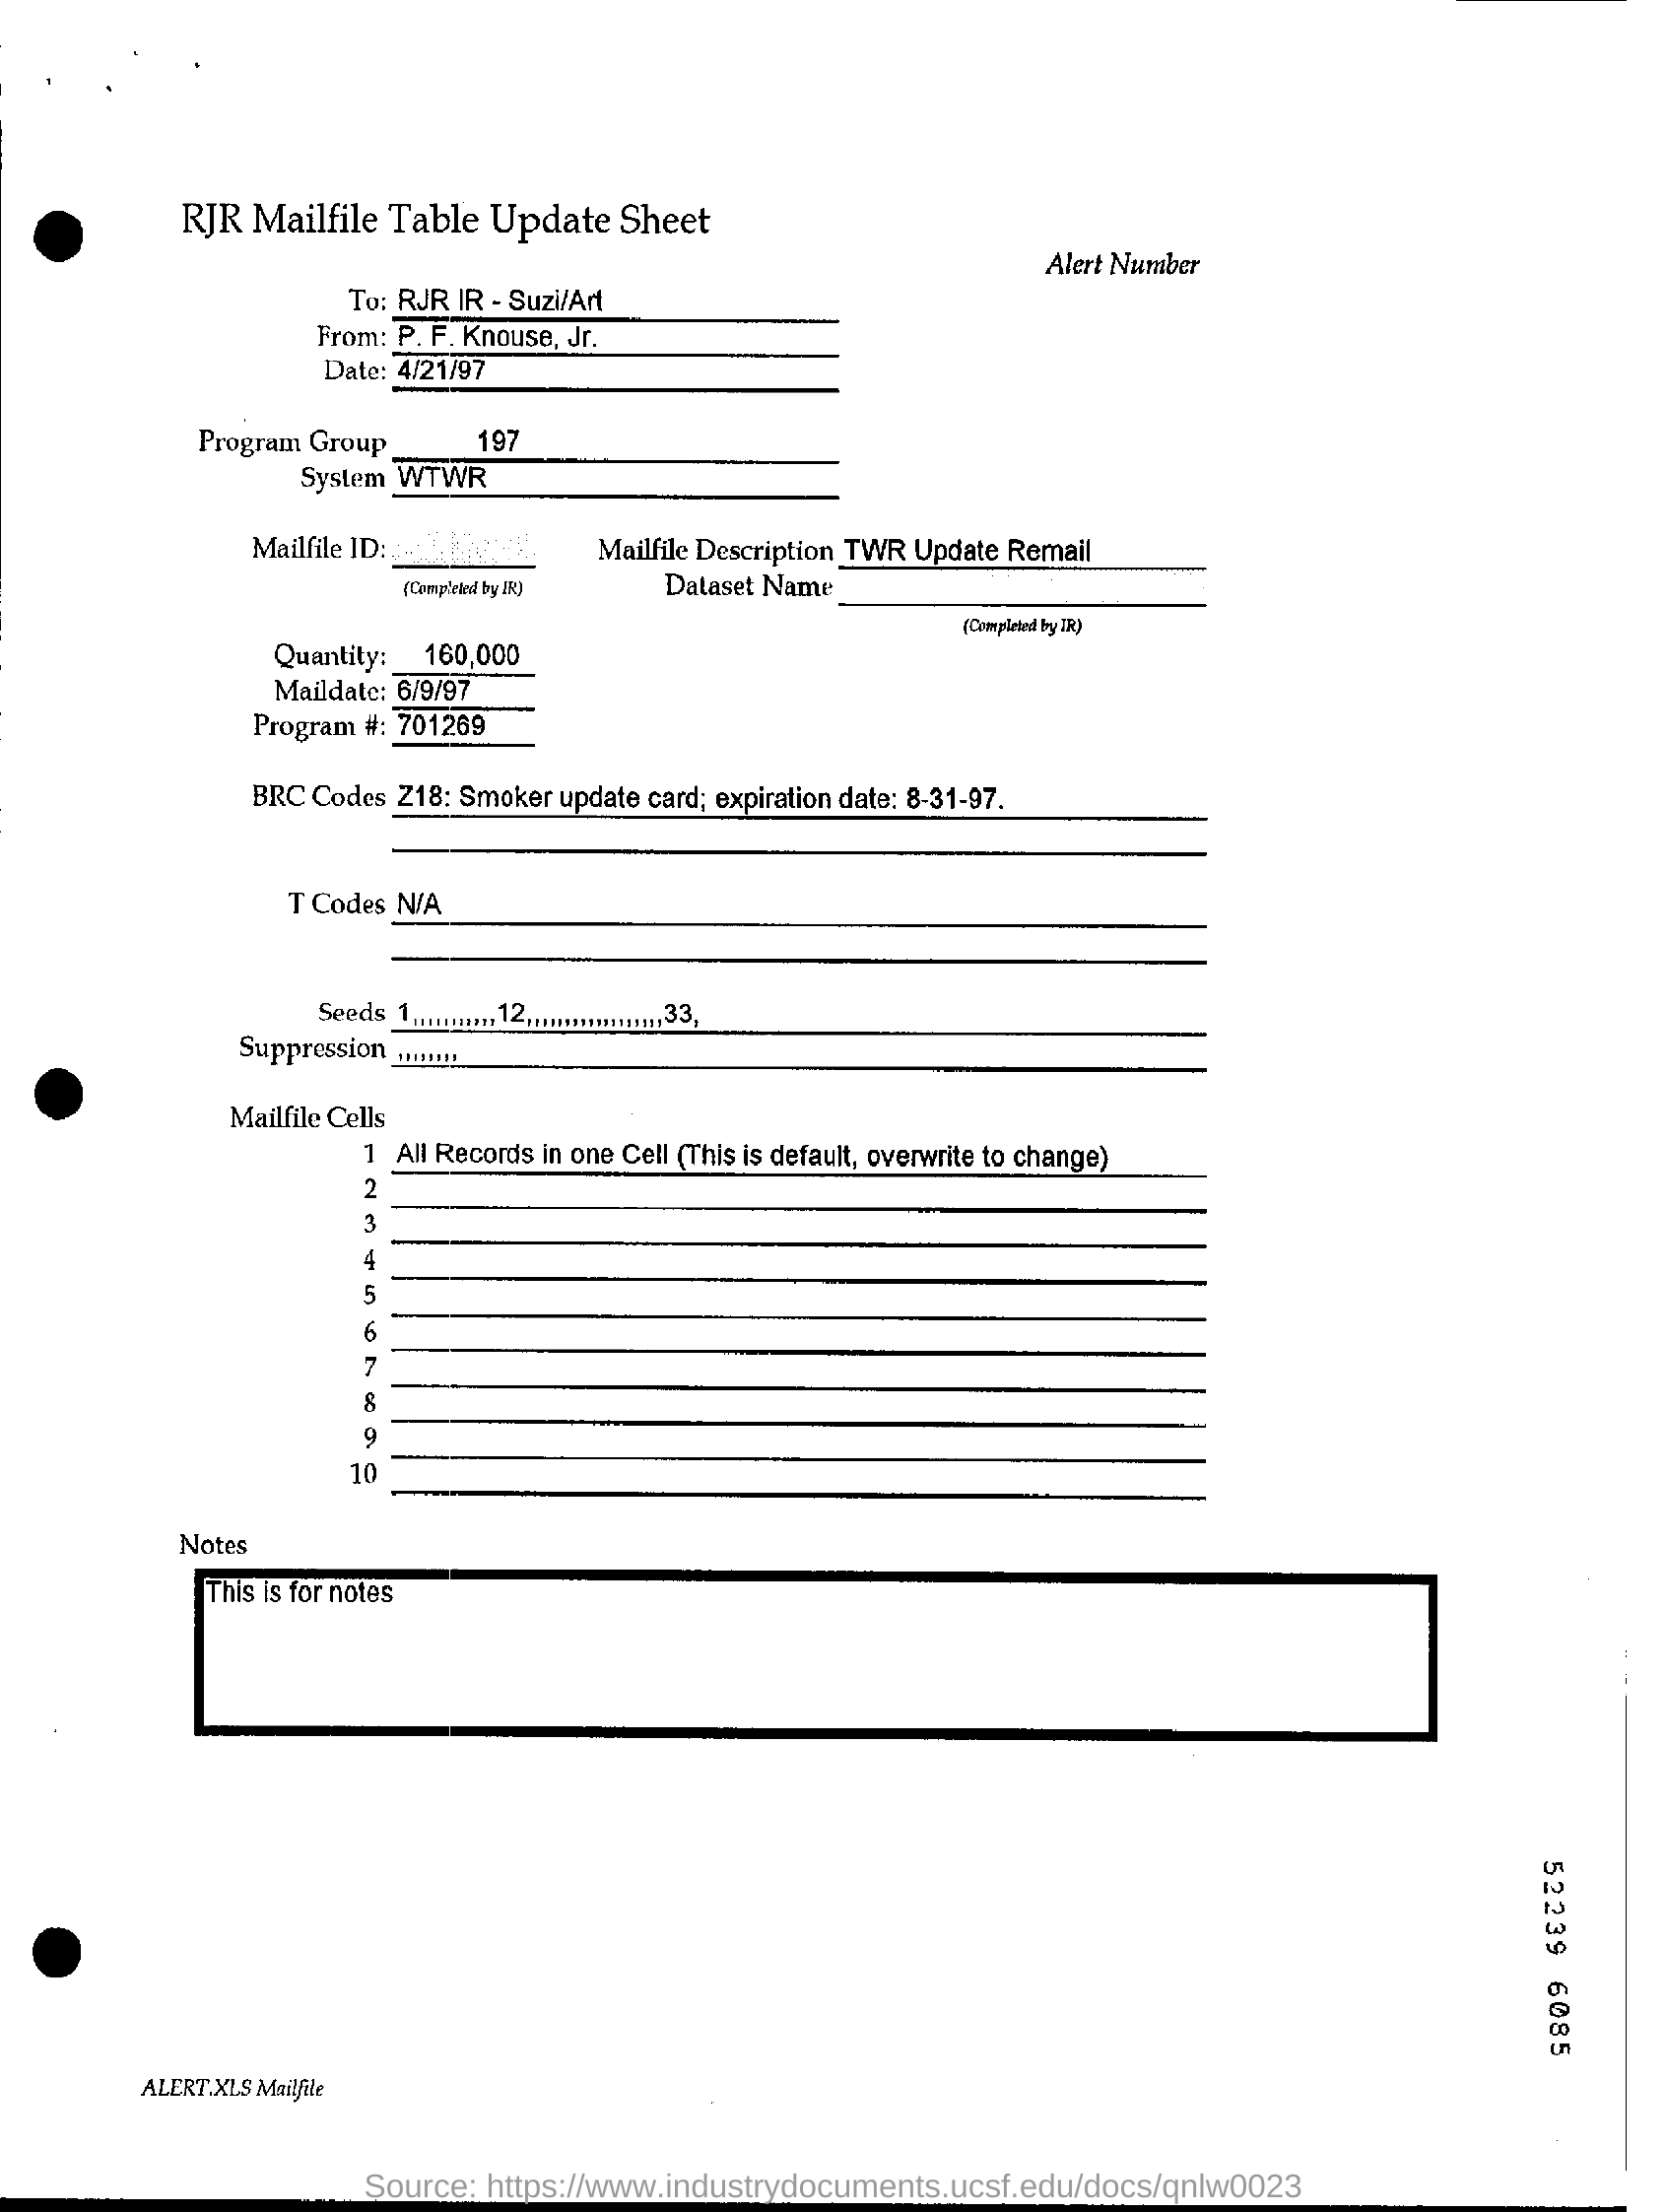 RJR Mailfile Table Update Sheet
Alert Number
To: RJR IR - Suzi/Art
From: P. F. Knouse, Jr.
Date: 4/21/97
Program Group 197
System WTWR
Mailfile ID: Mailfile Description TWR Update Remail
(Completed by IR) Dataset Name
(Completed by IR)
Quantity: 160,000
Maildate: 6/9/97
Program #: 701269
BRC Codes Z18: Smoker update card; expiration date: 8-31-97.
T Codes N/A
Seeds 1,,,,,,,,,,,12,,,,,,,,,,,,,,,,,,,33,
Suppression ,,,,,,,,
Mailfile Cells
1 All Records in one Cell (This is default, overwrite to change)
2
3
4
5
6
7
8
9
10
Notes
This is for notes
52239 6085
ALERT.XLS Mailfile
Source: https://www.industrydocuments.ucsf.edu/docs/qnlw0023